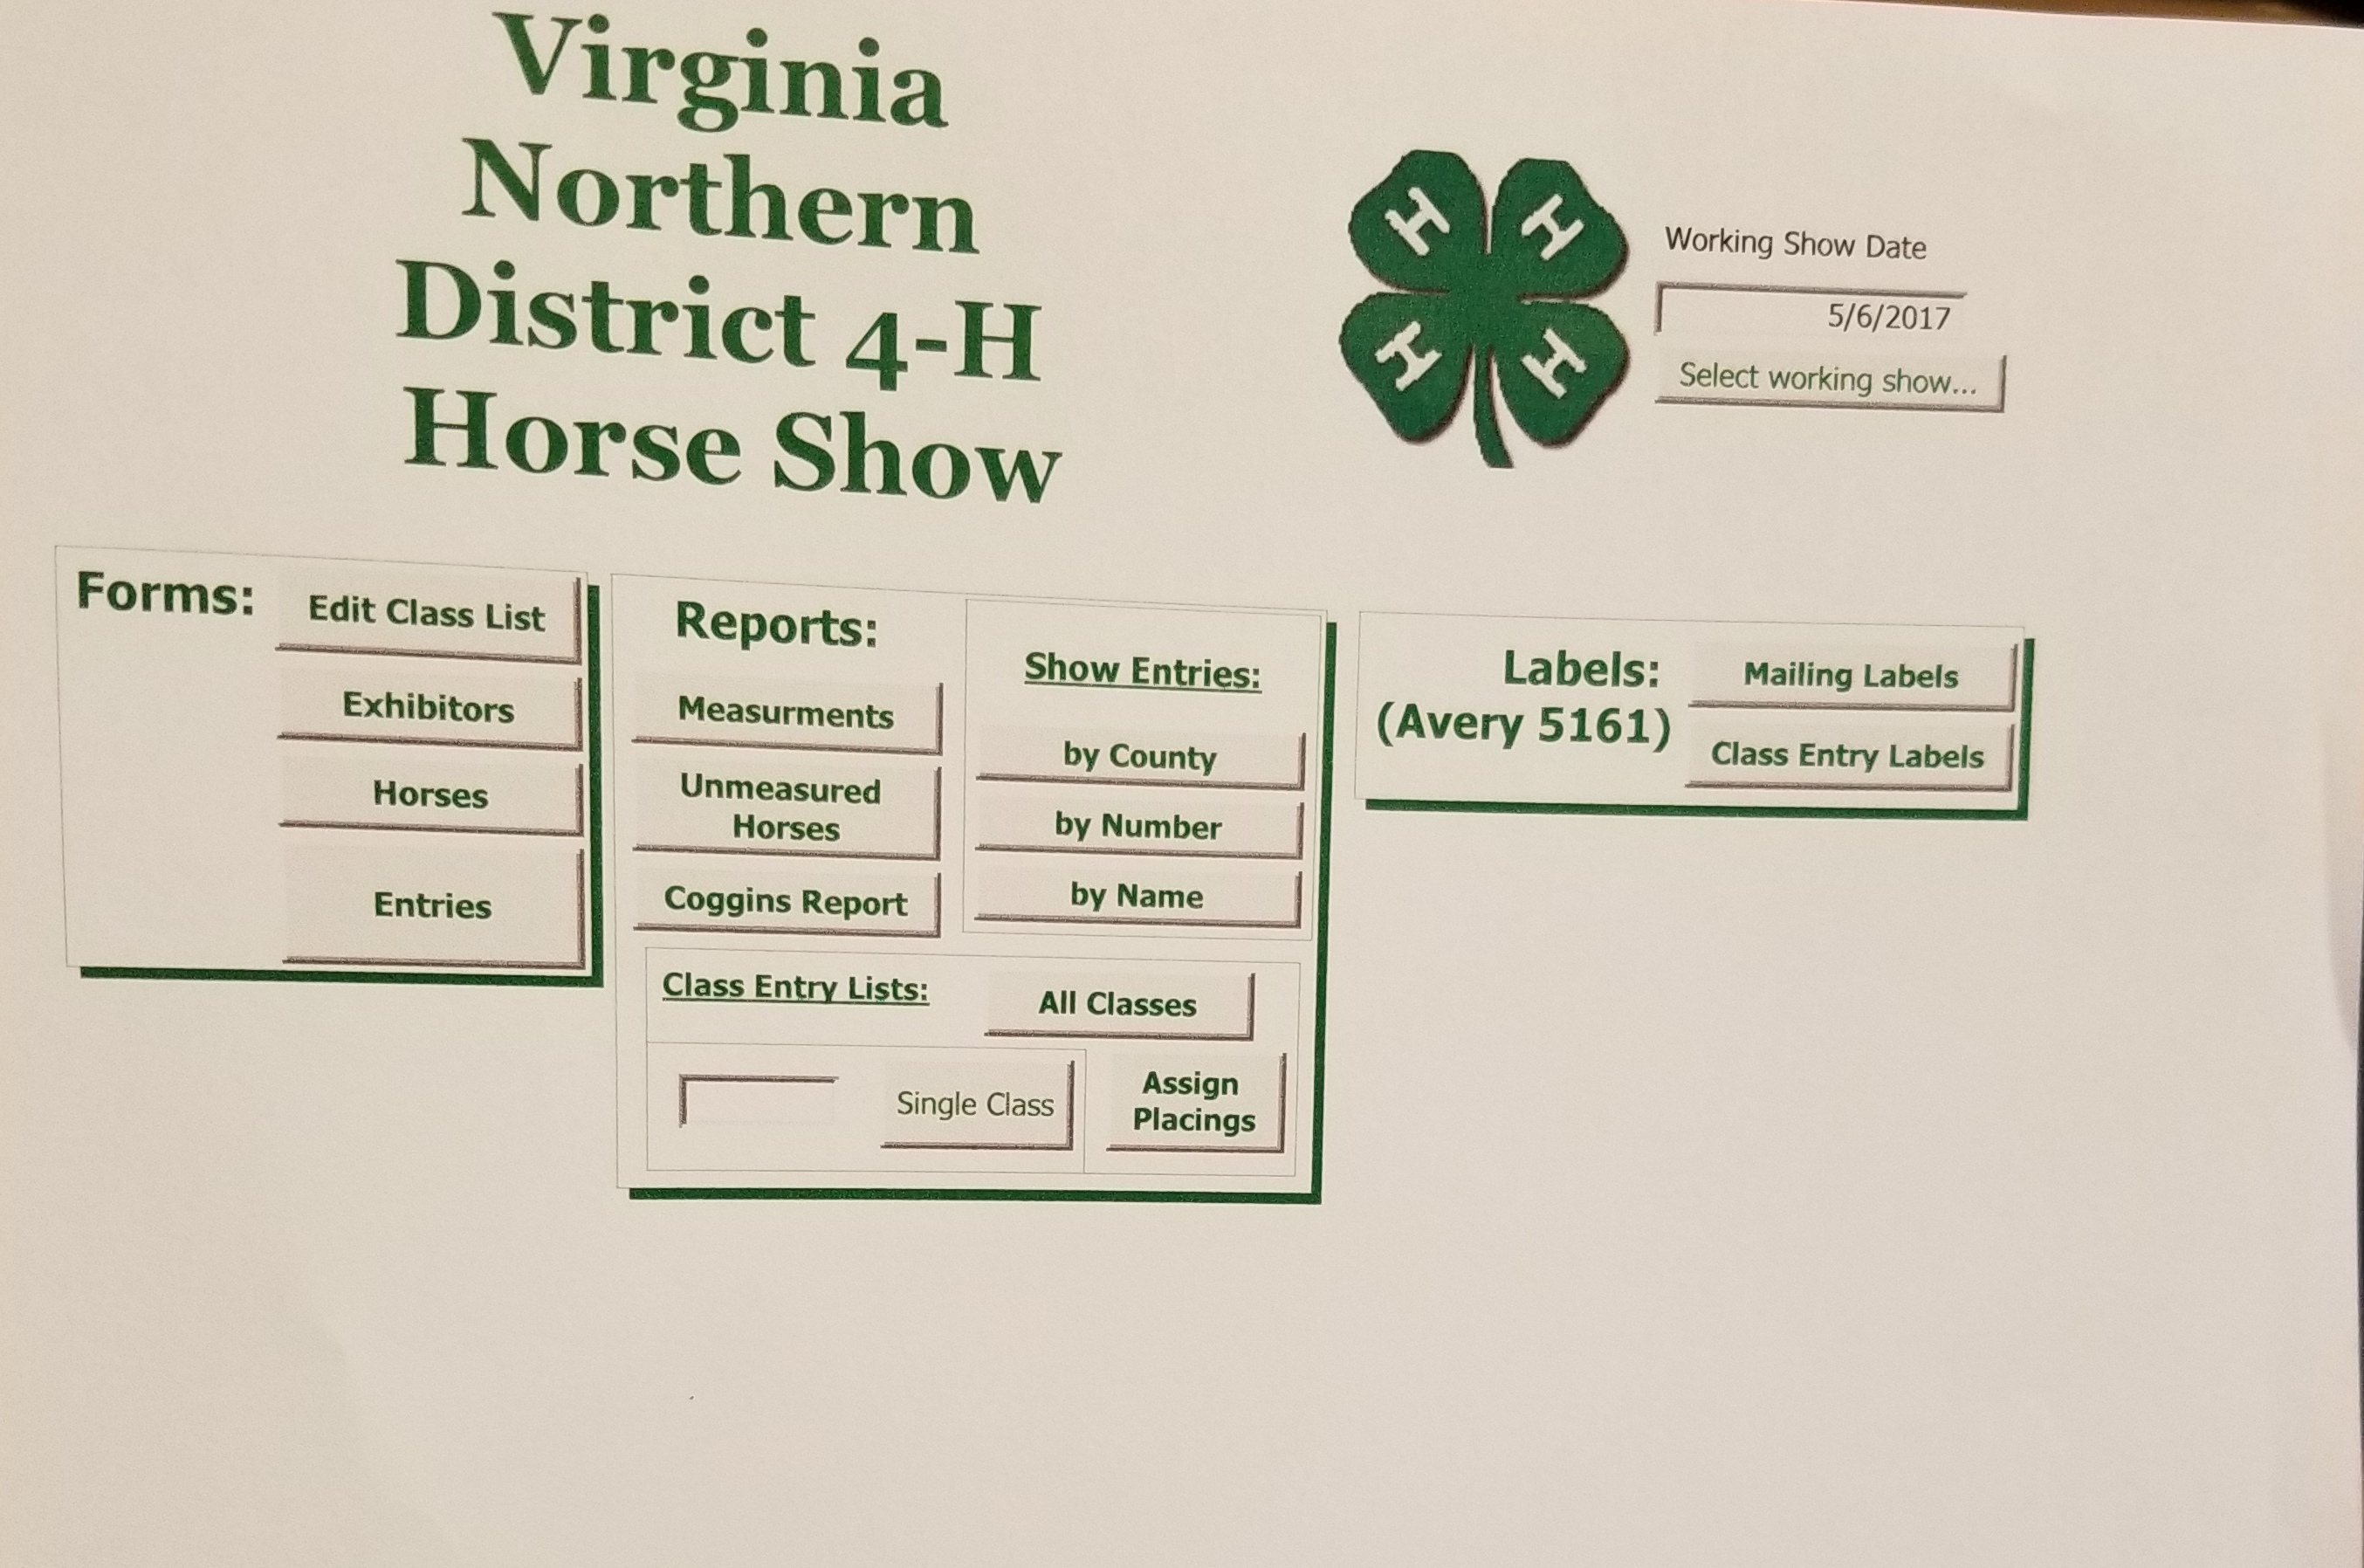 Virginia
Northern
District 4-H
Horse Show
H H
H H
Working Show Date
5/6/2017
Select working show...
Forms:
Edit Class List
Exhibitors
Horses
Entries
Reports:
Measurments
Unmeasured
Horses
Coggins Report
Show Entries:
by County
by Number
by Name
Class Entry Lists:
All Classes
Single Class
Assign
Placings
Labels:
(Avery 5161)
Mailing Labels
Class Entry Labels